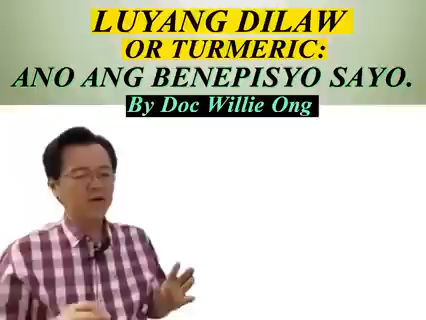 LUYANG DILAW
OR TURMERIC:
ANO ANG BENEPISYO SAYO.
By Doc Willie Ong